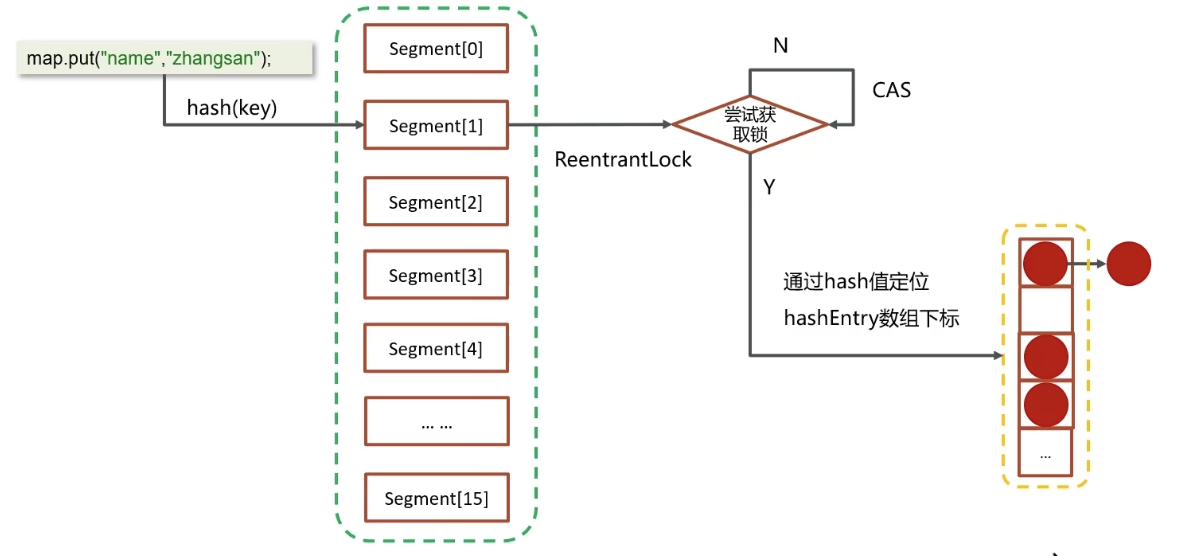 map.put("name","zhangsan");
hash(key)
Segment[0]
Segment[1]
Segment[2]
Segment[3]
Segment[4]
... ...
Segment[15]
ReentrantLock
尝试获
取锁
N
CAS
Y
通过hash值定位
hashEntry数组下标
...